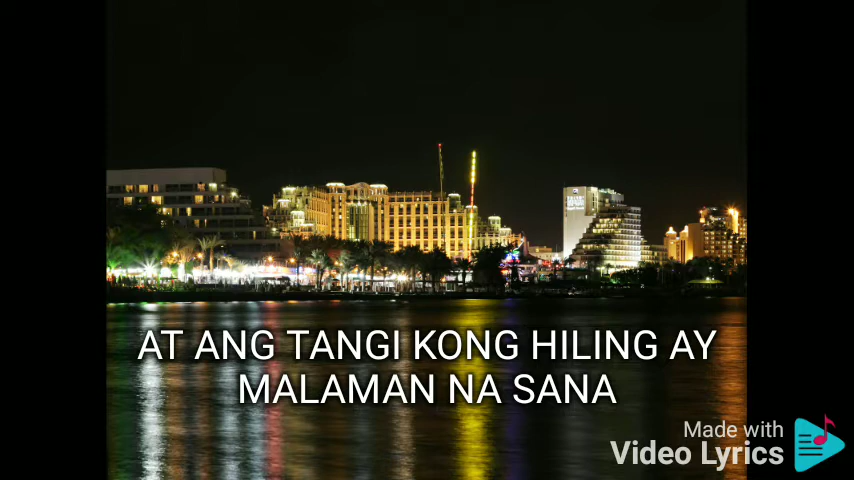 AT ANG TANGI KONG HILING AY
MALAMAN NA SANA
Made with
Video Lyrics